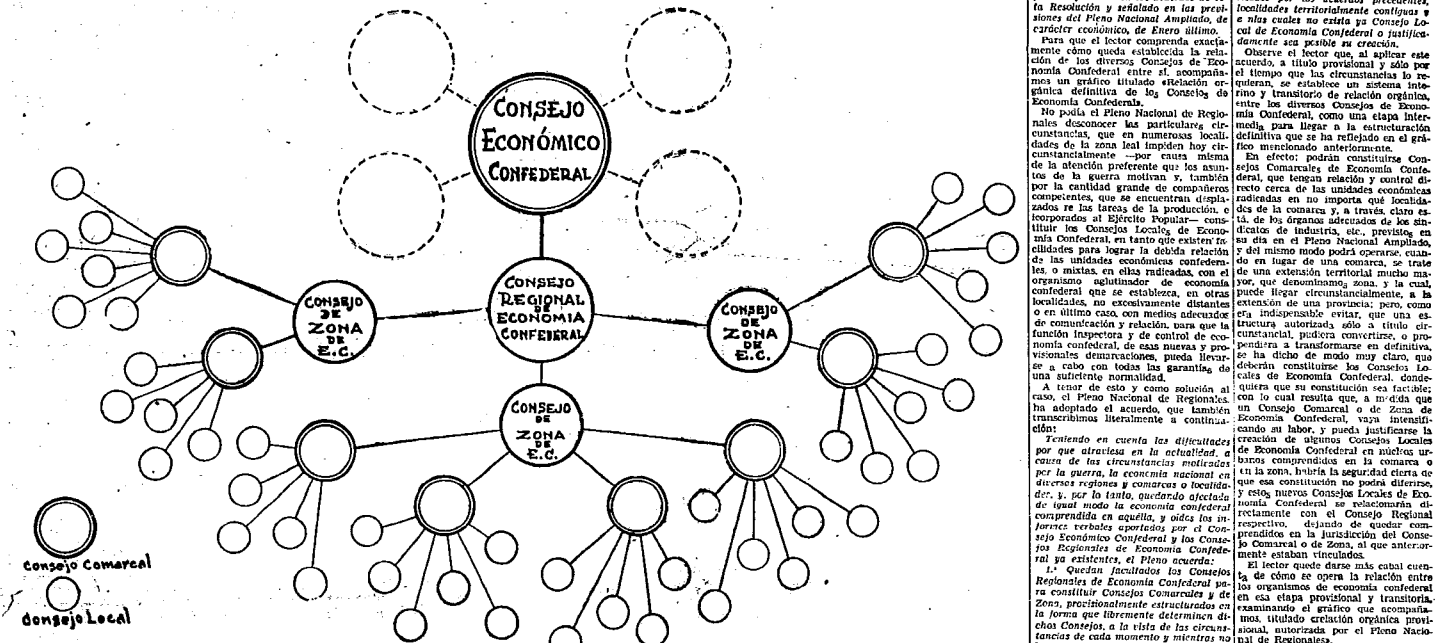 CONSEJO
ECONÓMICO
CONFEDERAL
CONSEJO
REGIONAL
DE
ECONOMIA
CONFEDERAL
CONSEJO
DE
ZONA
DE
E.C.
CONSEJO
DE
ZONA
DE
E.C.
CONSEJO
DE
ZONA
DE
E.C.
Consejo Comarcal
Consejo Local
ta Resolución y señalado en las previ-
siones del Pleno Nacional Ampliado, de
carácter económico, de Enero último.
Para que el lector comprenda exacta-
mente cómo queda establecida la rela-
ción de los diversos Consejos de Eco-
nomía Confederal entre sí, acompaña-
mos un gráfico titulado «Relación or-
gánica definitiva de los Consejos de
Economía Confederal».
No podía el Pleno Nacional de Regio-
nales desconocer las particulares cir-
cunstancias, que en numerosas locali-
dades de la zona leal impiden hoy cir-
cunstancialmente —por causa misma
de la atención preferente que los asun-
tos de la guerra motivan y, también
por la cantidad grande de compañeros
competentes, que se encuentran despla-
zados re las tareas de la producción, e
icorporados al Ejército Popular— cons-
tituir los Consejos Locales de Econo-
mía Confederal, en tanto que existen fa-
cilidades para lograr la debida relación
de las unidades económicas confedera-
les, o mixtas, en ellas radicadas, con el
organismo aglutinador de economía
confederal que se establezca, en otras
localidades, no excesivamente distantes
o en último caso, con medios adecuados
de comunicación y relación, para que la
función inspectora y de control de eco-
nomía confederal, de esas nuevas y pro-
visionales demarcaciones, pueda llevar-
se a cabo con todas las garantías de
una suficiente normalidad.
A tenor de esto y como solución al
caso, el Pleno Nacional de Regionales,
ha adoptado el acuerdo, que también
transcribimos literalmente a continua-
ción:
Teniendo en cuenta las dificultades
por que atraviesa en la actualidad, a
causa de las circunstancias motivadas
por la guerra, la economía nacional en
diversas regiones y comarcas o localida-
der, y, por lo tanto, quedando afectada
de igual modo la economía confederal
comprendida en aquélla, y oídos los in-
formes verbales aportados por el Con-
sejo Económico Confederal y los Conse-
jos Regionales de Economía Confede-
ral ya existentes, el Pleno acuerda:
1.º Quedan facultados los Consejos
Regionales de Economía Confederal pa-
ra constituir Consejos Comarcales y de
Zona, provisionalmente estructurados en
la forma que libremente determinen di-
chos Consejos, a la vista de las circuns-
tancias de cada momento y mientras no
por los acuerdos precedentes,
localidades territorialmente contiguas y
e nlas cuales no exista ya Consejo Lo-
cal de Economía Confederal o justifica-
damente sea posible su creación.
Observe el lector que, al aplicar este
acuerdo, a título provisional y sólo por
el tiempo que las circunstancias lo re-
quieran, se establece un sistema inte-
rino y transitorio de relación orgánica,
entre los diversos Consejos de Econo-
mía Confederal, como una etapa inter-
media para llegar a la estructuración
definitiva que se ha reflejado en el grá-
fico mencionado anteriormente.
En efecto: podrán constituirse Con-
sejos Comarcales de Economía Confe-
deral, que tengan relación y control di-
recto cerca de las unidades económicas
radicadas en no importa qué localida-
des de la comarca y, a través, claro es-
tá, de los órganos adecuados de los sin-
dicatos de industria, etc., previstos en
su día en el Pleno Nacional Ampliado,
y del mismo modo podrá operarse, cuan-
do en lugar de una comarca, se trate
de una extensión territorial mucho ma-
yor, que denominamos zona, y la cual,
puede llegar circunstancialmente, a la
extensión de una provincia; pero, como
era indispensable evitar, que una es-
tructura autorizada sólo a título cir-
cunstancial, pudiera convertirse, o pro-
pendiera a transformarse en definitiva,
se ha dicho de modo muy claro, que
deberán constituirse los Consejos Lo-
cales de Economía Confederal, donde-
quiera que su constitución sea factible;
con lo cual resulta que, a medida que
un Consejo Comarcal o de Zona de
Economía Confederal, vaya intensifi-
cando su labor, y pueda justificarse la
creación de algunos Consejos Locales
de Economía Confederal en núcleos ur-
banos comprendidos en la comarca o
en la zona, habría la seguridad cierta de
que esa constitución no podrá diferirse,
y estos nuevos Consejos Locales de Eco-
nomía Confederal se relacionarán di-
rectamente con el Consejo Regional
respectivo, dejando de quedar com-
prendidos en la jurisdicción del Conse-
jo Comarcal o de Zona, al que anterior-
mente estaban vinculados.
El lector quede darse más cabal cuen-
ta de cómo se opera la relación entre
los organismos de economía confederal
en esa etapa provisional y transitoria,
examinando el gráfico que acompaña-
mos, titulado «relación orgánica provi-
sional, autorizada por el Pleno Nacio-
nal de Regionales».